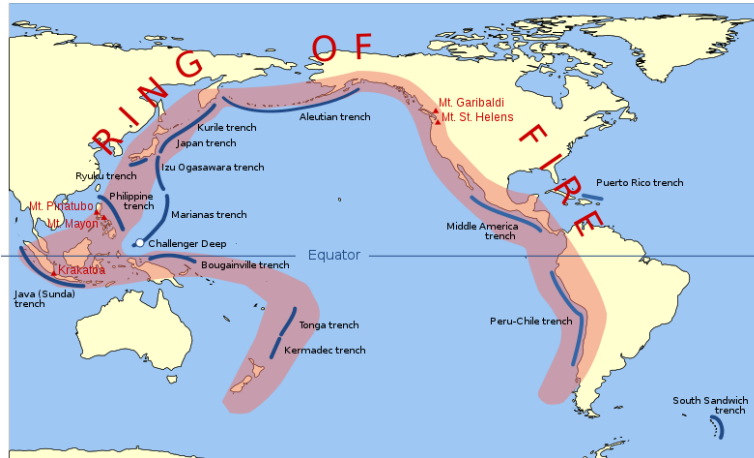 RING OF FIRE
Mt. Garibaldi
Mt. St. Helens
Aleutian trench
Kurile trench
Japan trench
Izu Ogasawara trench
Ryuku trench
Philippine
trench
Puerto Rico trench
Mt. Pinatubo
Mt. Mayon
Marianas trench
Middle America
trench
Challenger Deep
Equator
Krakatoa
Bougainville trench
Java (Sunda)
trench
Tonga trench
Kermadec trench
Peru-Chile trench
South Sandwich
trench